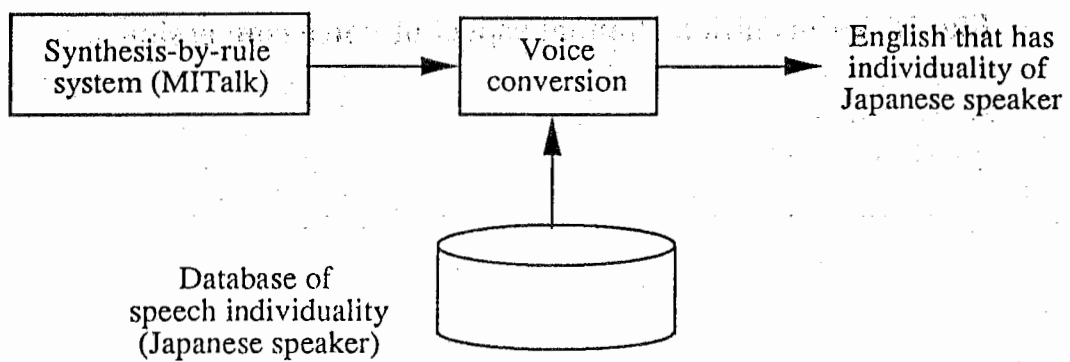 Synthesis-by-rule
system (MITalk)
Voice
conversion
English that has
individuality of
Japanese speaker
Database of
speech individuality
(Japanese speaker)